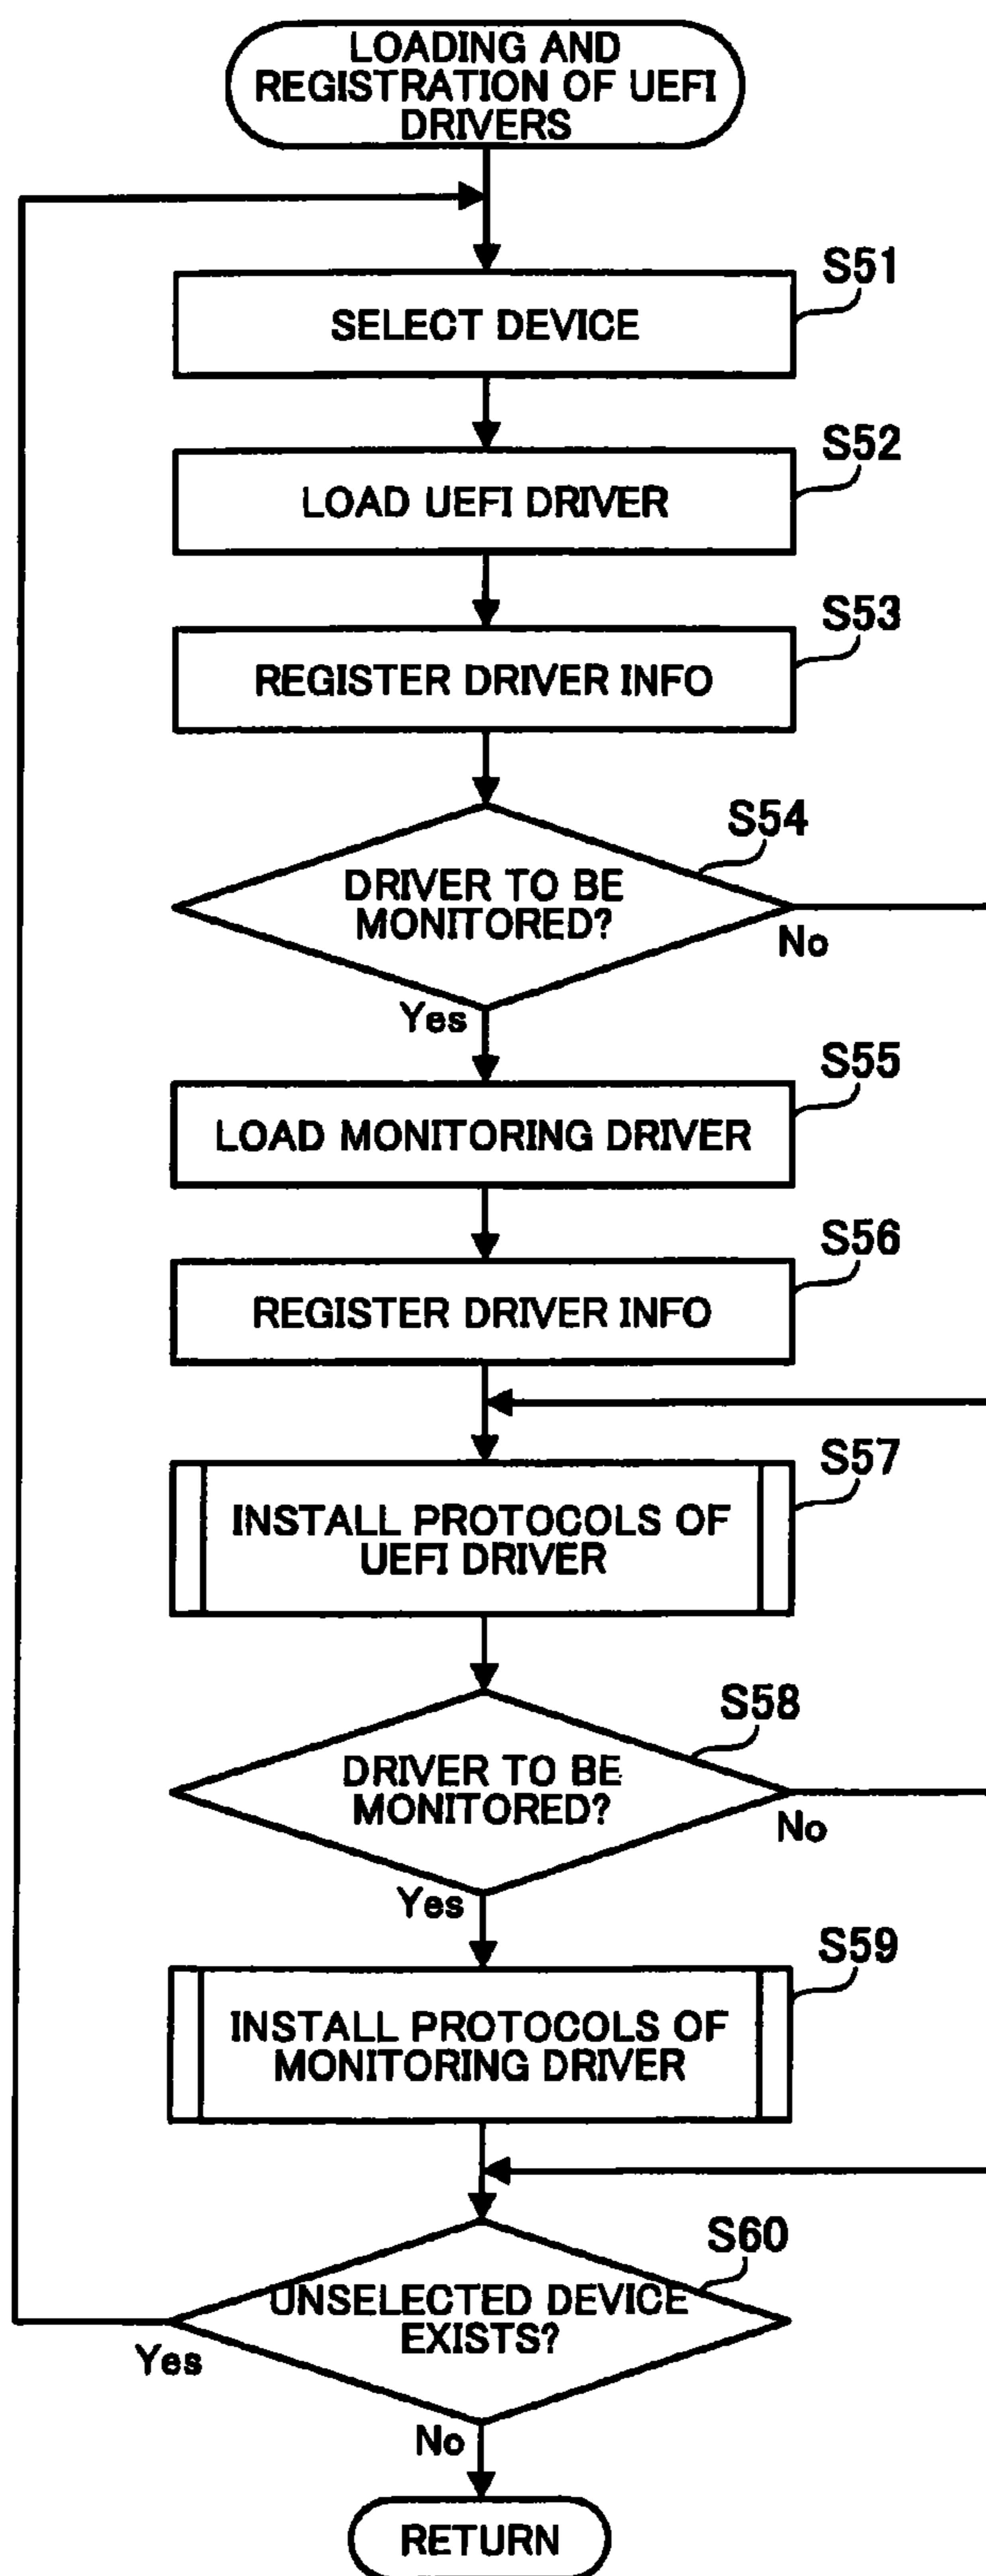 LOADING AND
REGISTRATION OF UEFI
DRIVERS
S51
SELECT DEVICE
S52
LOAD UEFI DRIVER
S53
REGISTER DRIVER INFO
S54
DRIVER TO BE
MONITORED?
No
Yes
S55
LOAD MONITORING DRIVER
S56
REGISTER DRIVER INFO
S57
INSTALL PROTOCOLS OF
UEFI DRIVER
S58
DRIVER TO BE
MONITORED?
No
Yes
S59
INSTALL PROTOCOLS OF
MONITORING DRIVER
S60
UNSELECTED DEVICE
EXISTS?
Yes
No
RETURN